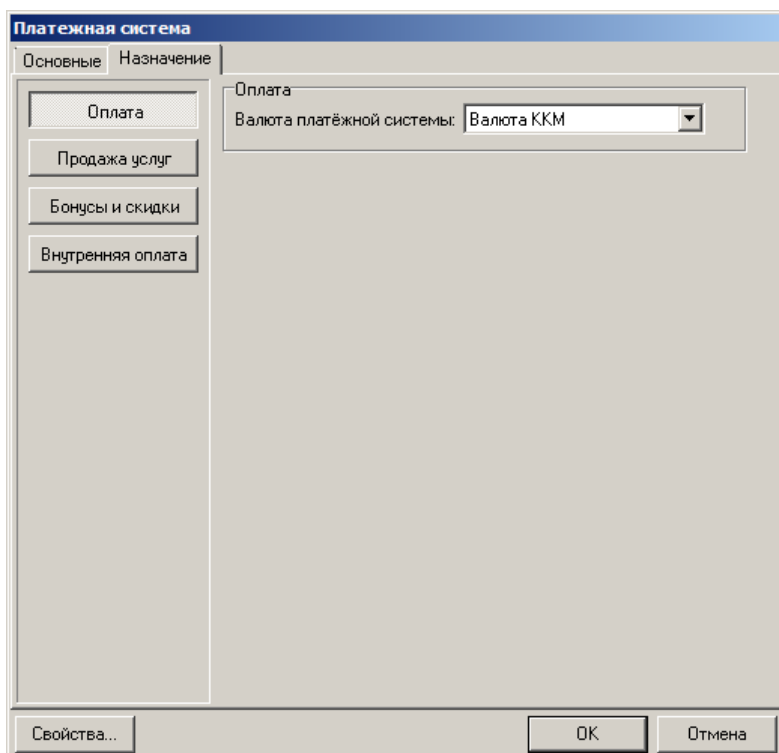 Платежная система
Основные Назначение
Оплата
Продажа услуг
Бонусы и скидки
Внутренняя оплата
Оплата
Валюта платёжной системы: Валюта ККМ
Свойства... OK Отмена